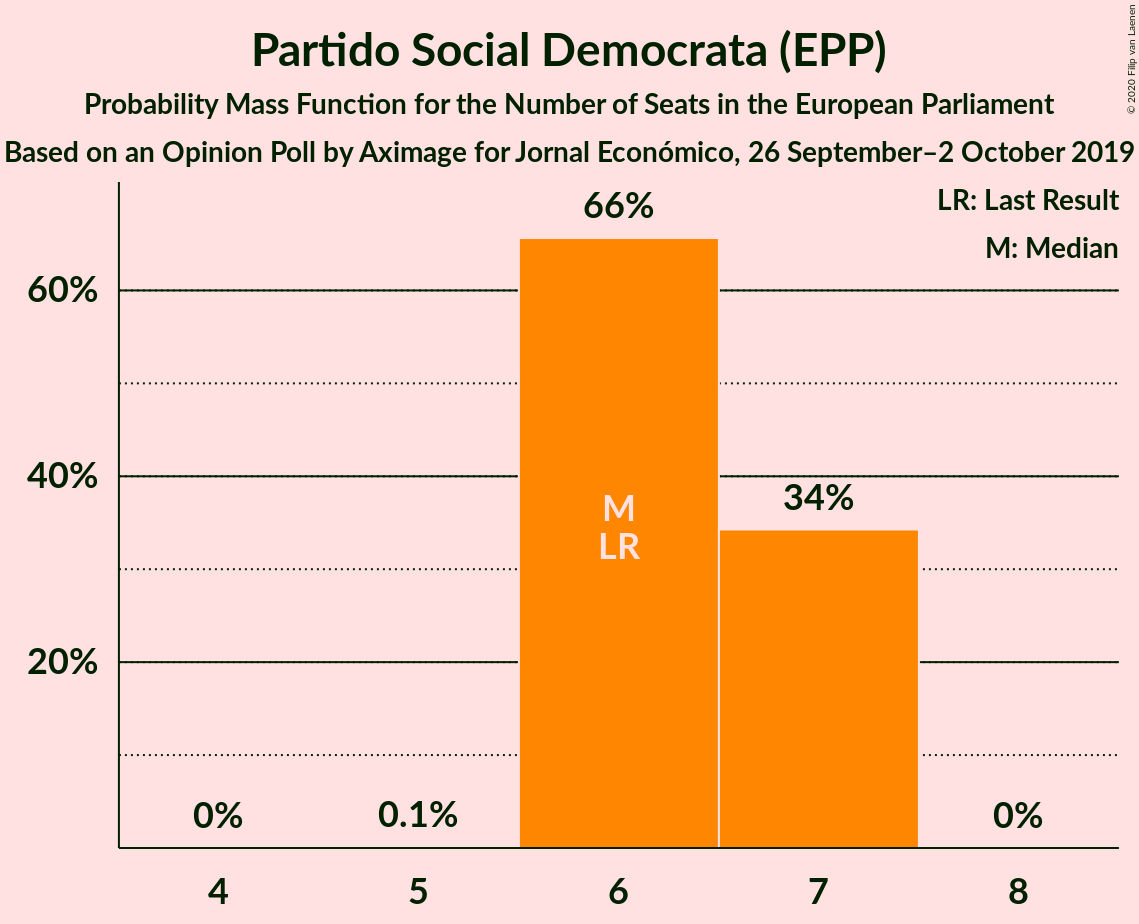 Partido Social Democrata (EPP)
Probability Mass Function for the Number of Seats in the European Parliament
Based on an Opinion Poll by Aximage for Jornal Económico, 26 September–2 October 2019
© 2020 Filip van Laenen
LR: Last Result
M: Median
66%
60%
40%
34%
M
LR
20%
0%
0.1%
0%
4
5
6
7
8